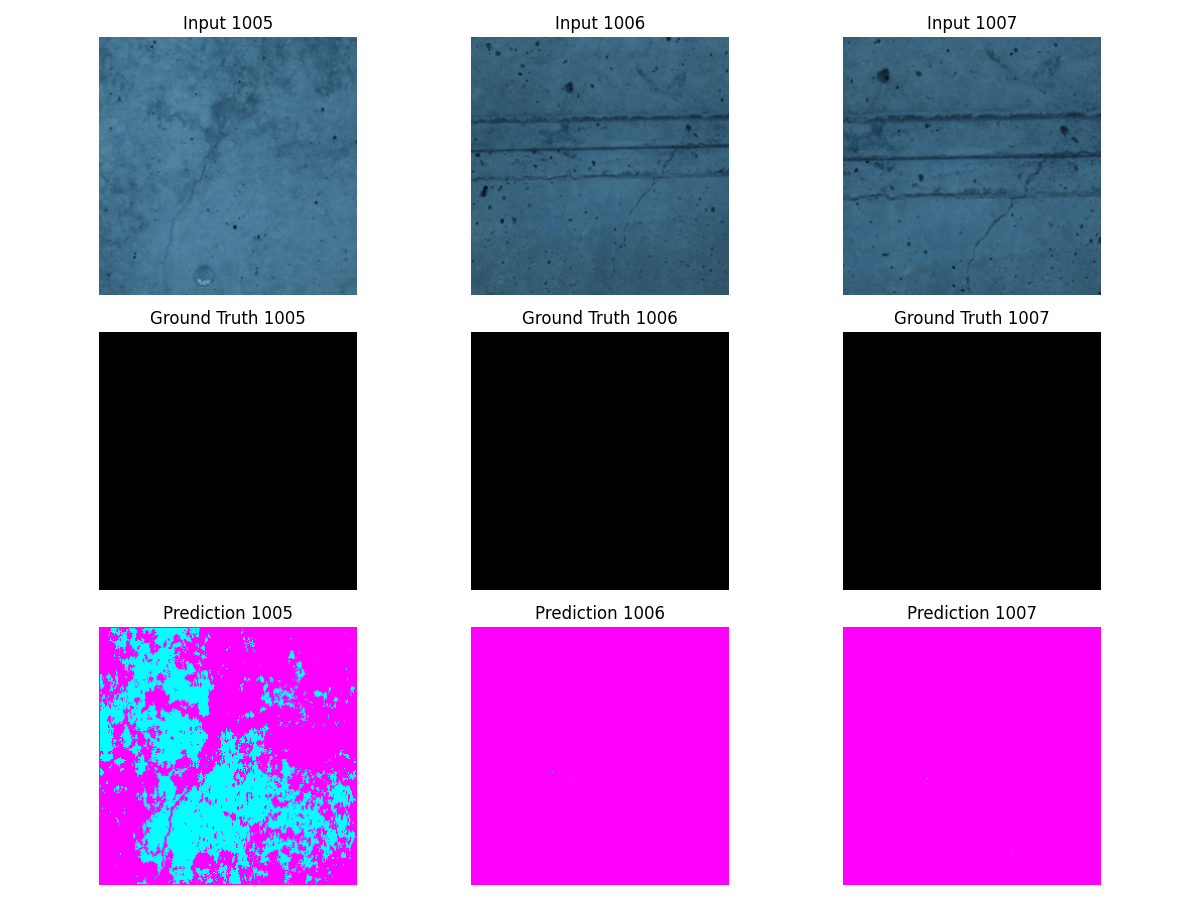 Input 1005
Input 1006
Input 1007
Ground Truth 1005
Ground Truth 1006
Ground Truth 1007
Prediction 1005
Prediction 1006
Prediction 1007